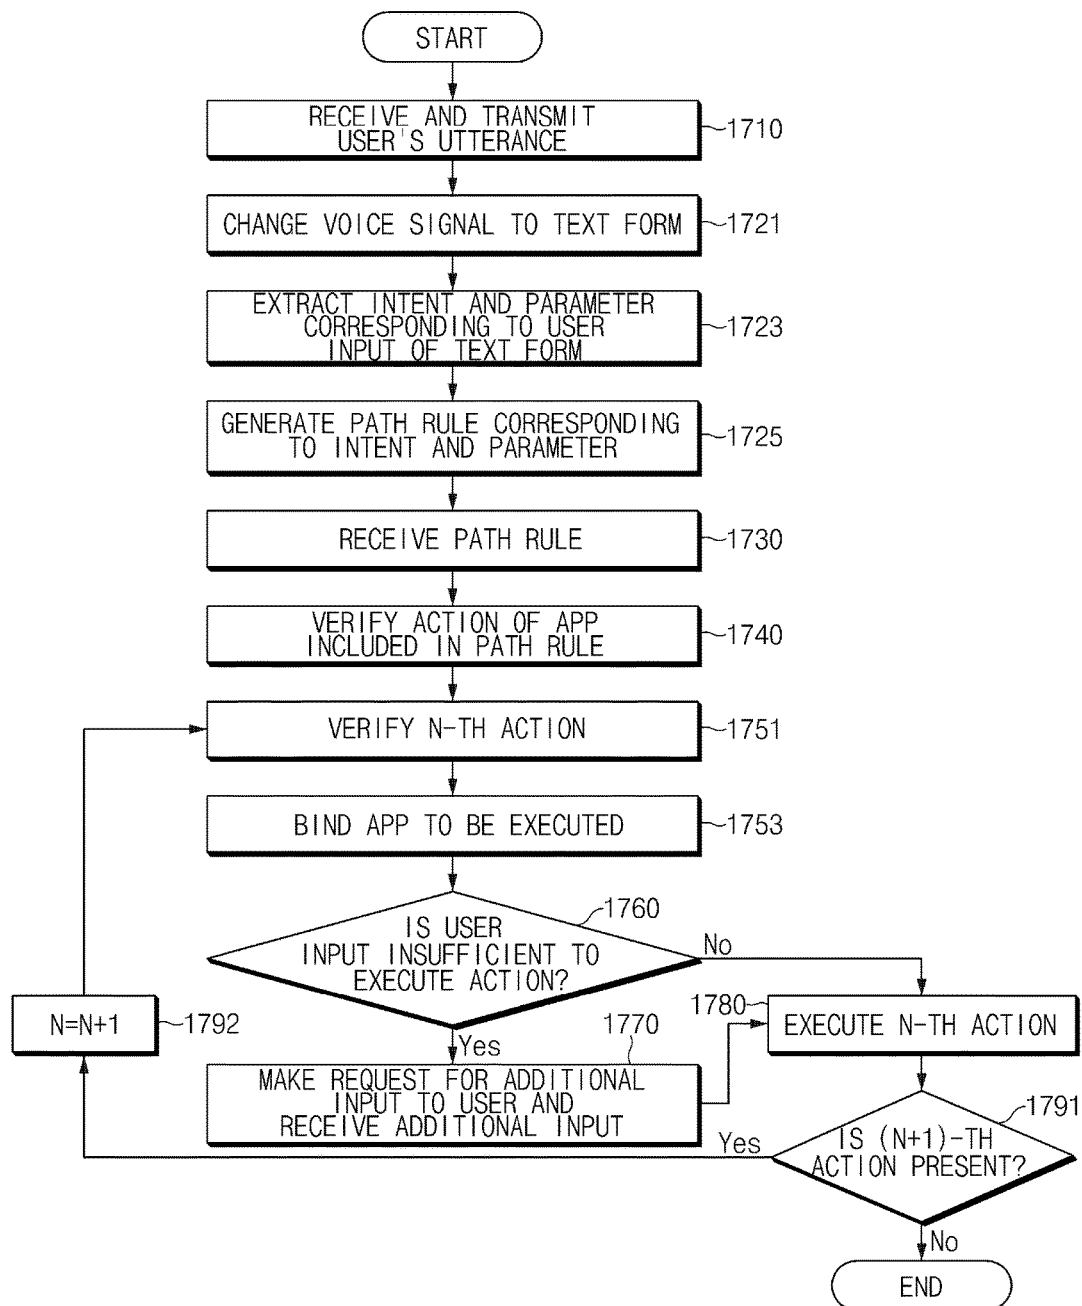 START
RECEIVE AND TRANSMIT
USER'S UTTERANCE
1710
CHANGE VOICE SIGNAL TO TEXT FORM
1721
EXTRACT INTENT AND PARAMETER
CORRESPONDING TO USER
INPUT OF TEXT FORM
1723
GENERATE PATH RULE CORRESPONDING
TO INTENT AND PARAMETER
1725
RECEIVE PATH RULE
1730
VERIFY ACTION OF APP
INCLUDED IN PATH RULE
1740
VERIFY N-TH ACTION
1751
BIND APP TO BE EXECUTED
1753
IS USER
INPUT INSUFFICIENT TO
EXECUTE ACTION?
1760
No
Yes
N=N+1
1792
1770
MAKE REQUEST FOR ADDITIONAL
INPUT TO USER AND
RECEIVE ADDITIONAL INPUT
1780
EXECUTE N-TH ACTION
1791
IS (N+1)-TH
ACTION PRESENT?
Yes
No
END